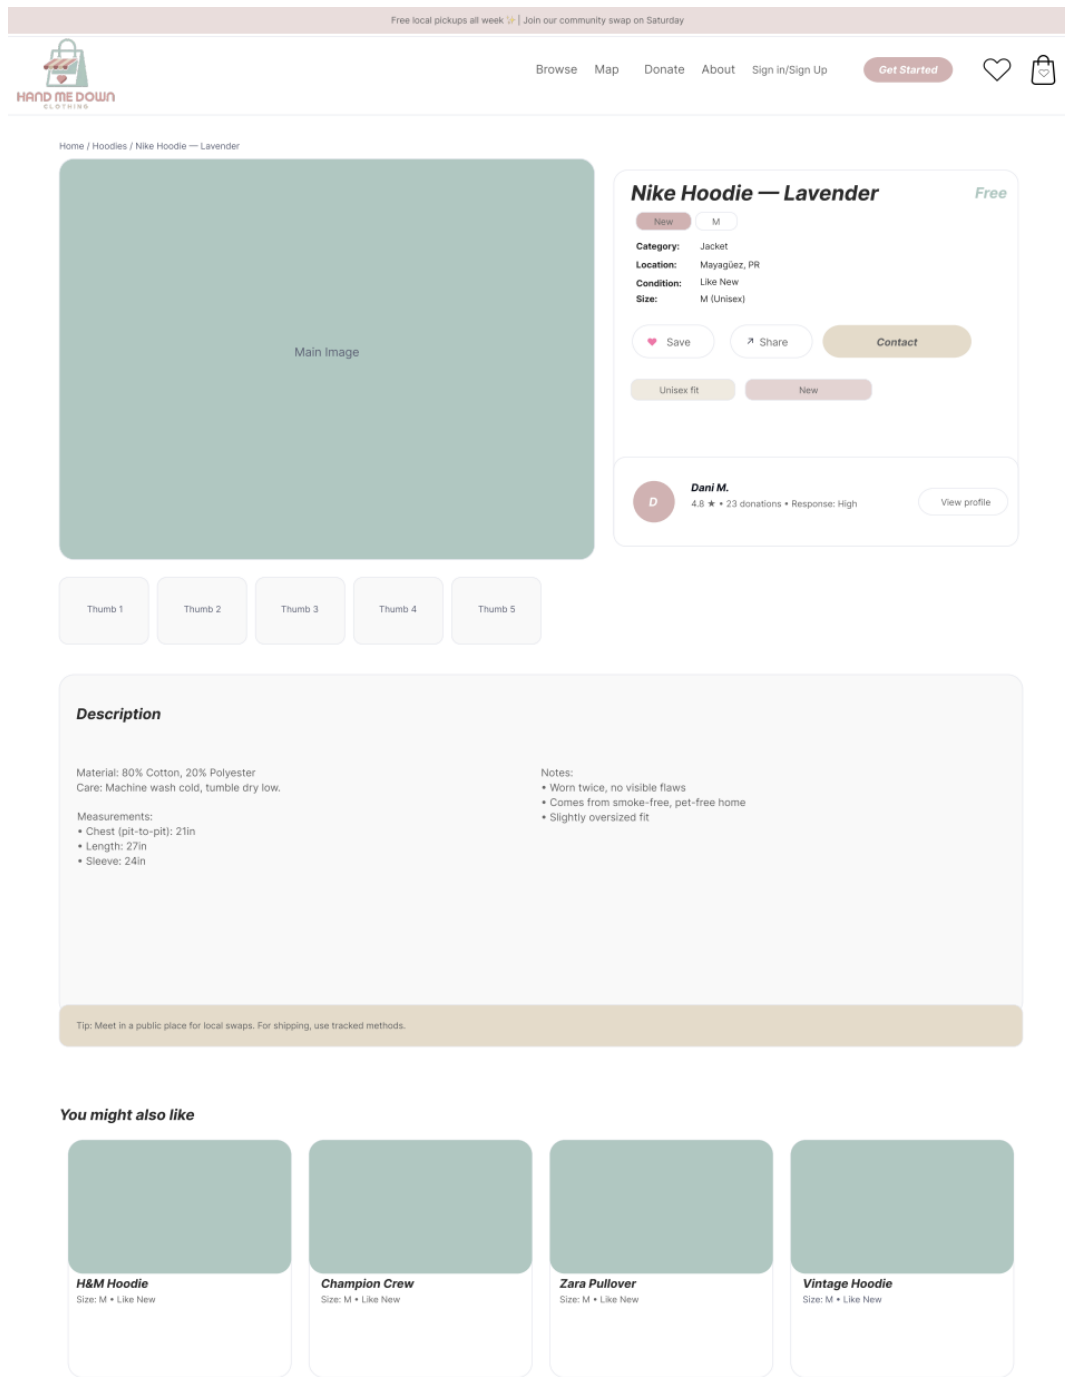 Free local pickups all week ✨ | Join our community swap on Saturday
HAND ME DOWN
CLOTHING
Browse Map Donate About Sign in/Sign Up Get Started
Home / Hoodies / Nike Hoodie — Lavender
Main Image
Nike Hoodie — Lavender Free
New M
Category: Jacket
Location: Mayagüez, PR
Condition: Like New
Size: M (Unisex)
Save Share Contact
Unisex fit New
D
Dani M.
4.8 ★ • 23 donations • Response: High
View profile
Thumb 1 Thumb 2 Thumb 3 Thumb 4 Thumb 5
Description
Material: 80% Cotton, 20% Polyester
Care: Machine wash cold, tumble dry low.
Measurements:
• Chest (pit-to-pit): 21in
• Length: 27in
• Sleeve: 24in
Notes:
• Worn twice, no visible flaws
• Comes from smoke-free, pet-free home
• Slightly oversized fit
Tip: Meet in a public place for local swaps. For shipping, use tracked methods.
You might also like
H&M Hoodie
Size: M • Like New
Champion Crew
Size: M • Like New
Zara Pullover
Size: M • Like New
Vintage Hoodie
Size: M • Like New